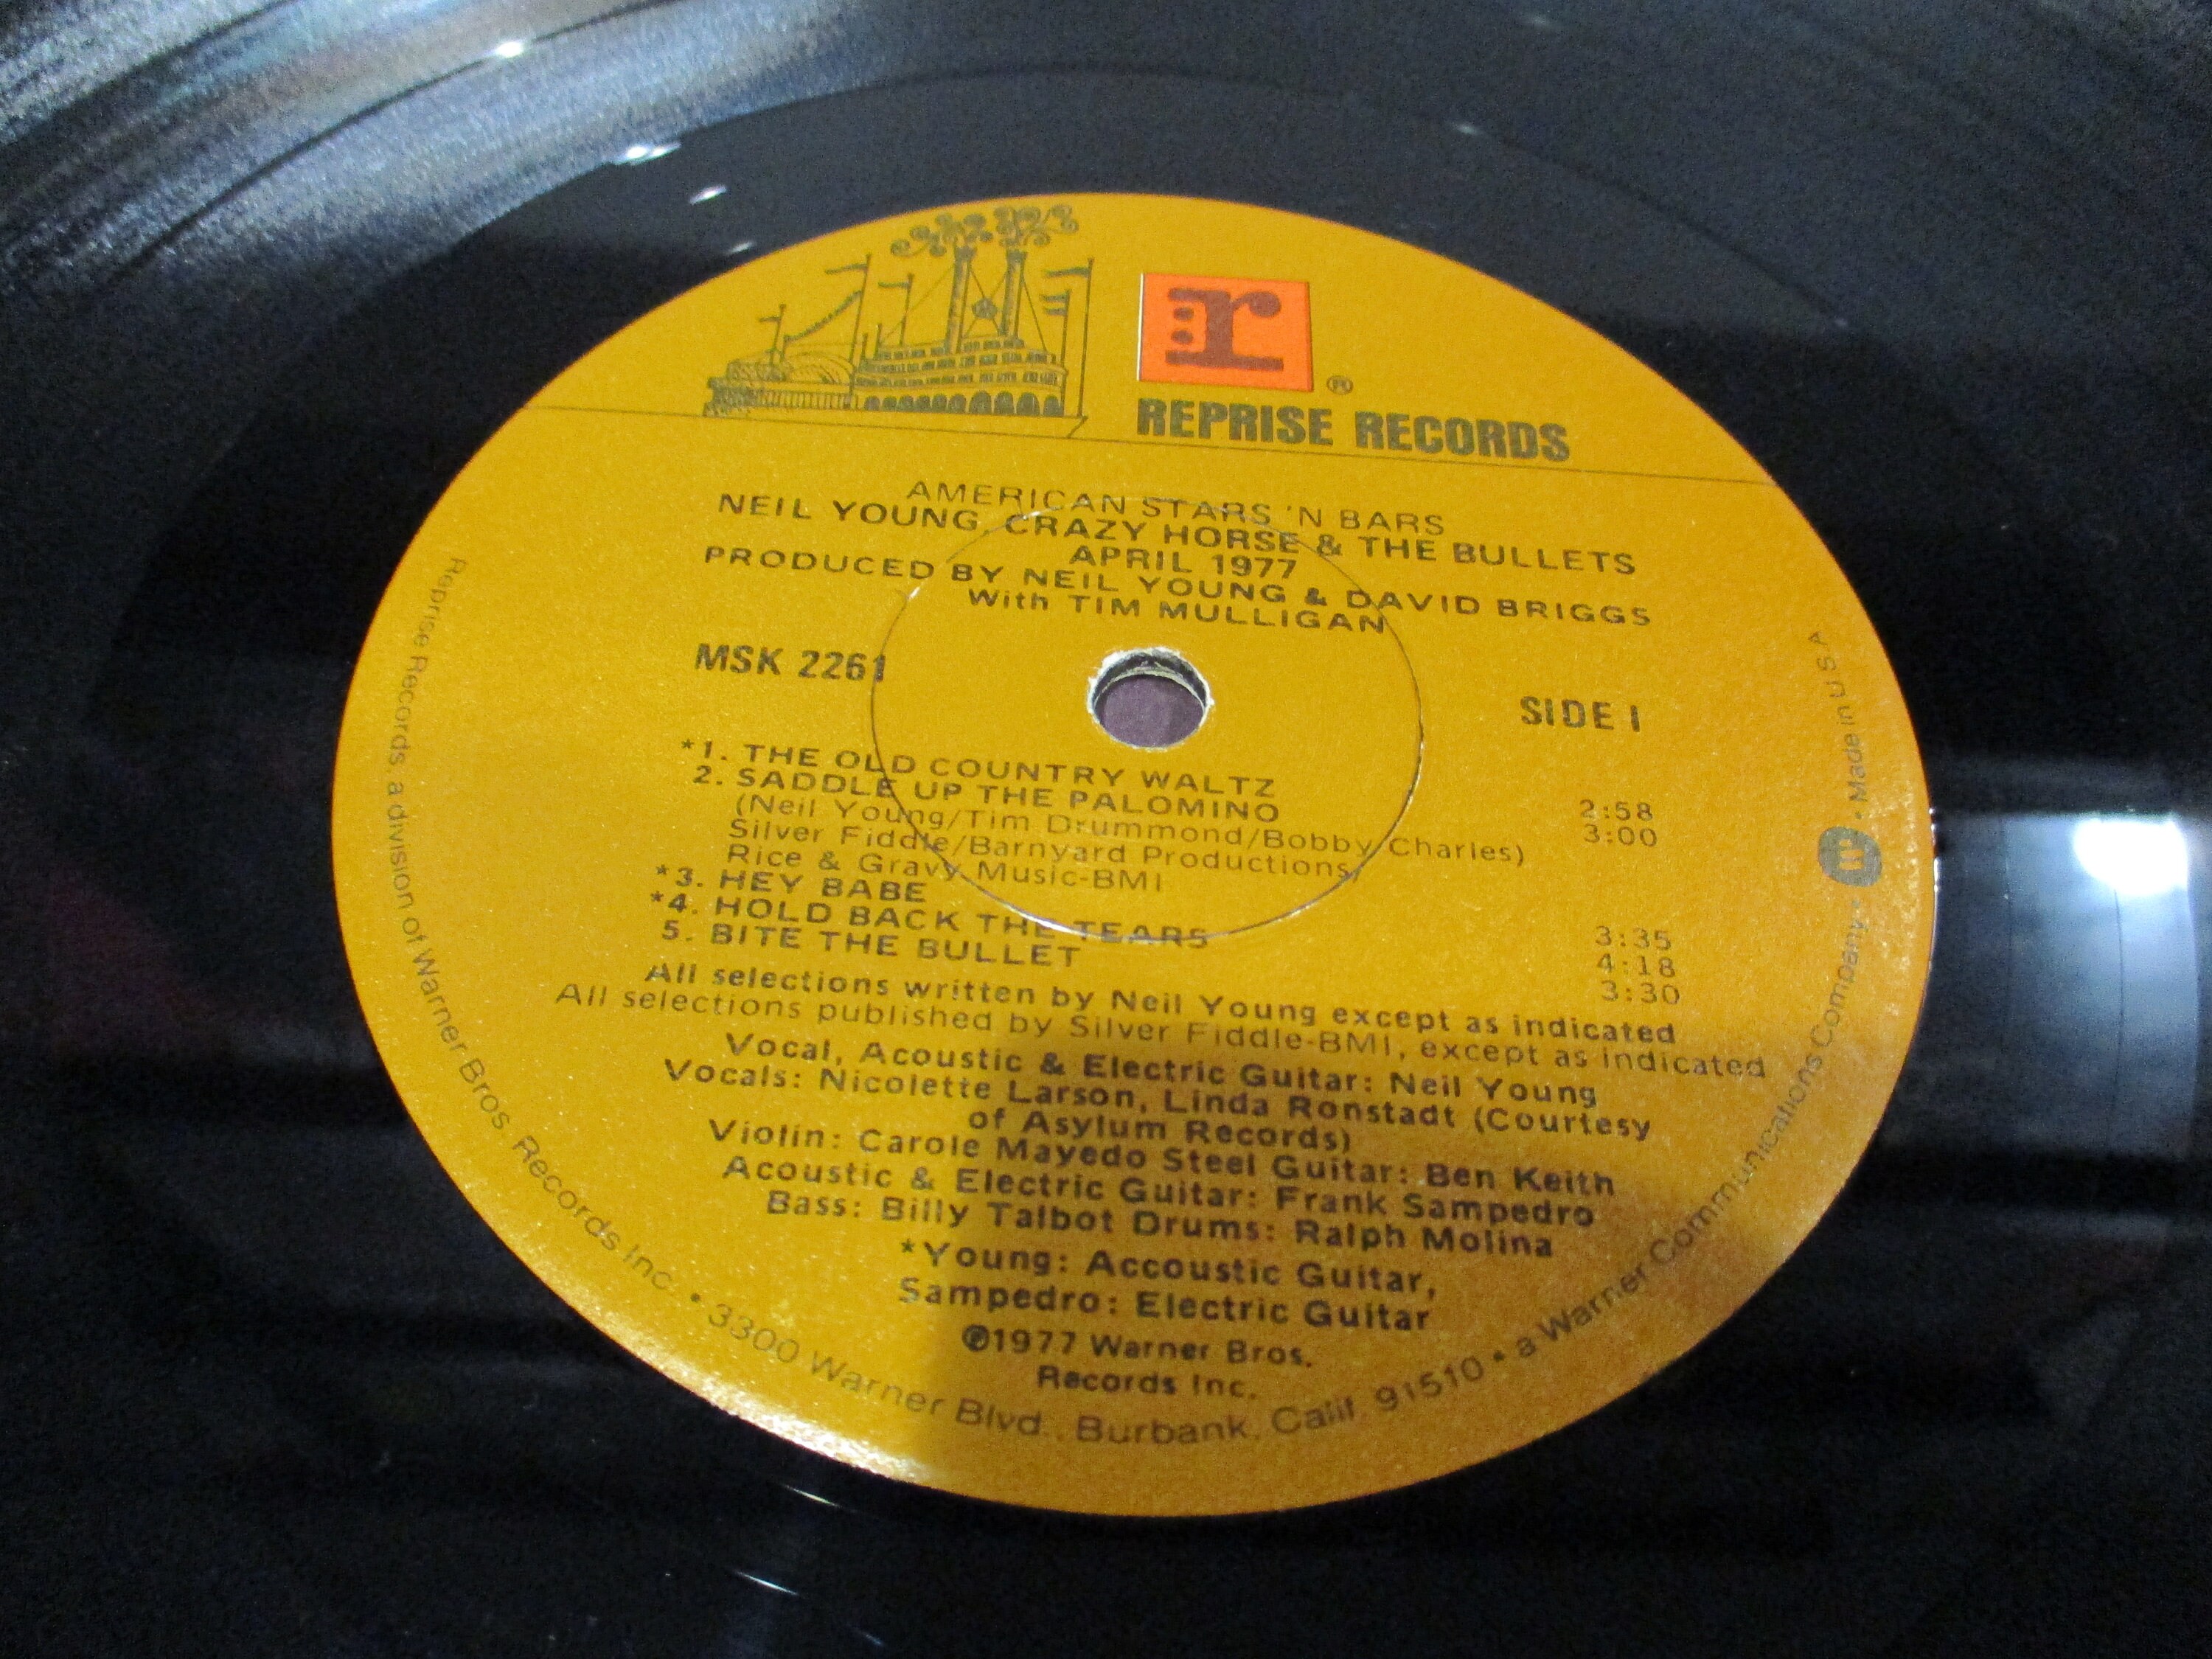 r
®
REPRISE RECORDS
AMERICAN STARS 'N BARS
NEIL YOUNG, CRAZY HORSE & THE BULLETS
APRIL 1977
PRODUCED BY NEIL YOUNG & DAVID BRIGGS
With TIM MULLIGAN
MSK 2261
SIDE 1
*1. THE OLD COUNTRY WALTZ 2:58
2. SADDLE UP THE PALOMINO 3:00
(Neil Young/Tim Drummond/Bobby Charles)
Silver Fiddle/Barnyard Productions/
Rice & Gravy Music-BMI
*3. HEY BABE 3:35
*4. HOLD BACK THE TEARS 4:18
5. BITE THE BULLET 3:30
All selections written by Neil Young except as indicated
All selections published by Silver Fiddle-BMI, except as indicated
Vocal, Acoustic & Electric Guitar: Neil Young
Vocals: Nicolette Larson, Linda Ronstadt (Courtesy
of Asylum Records)
Violin: Carole Mayedo Steel Guitar: Ben Keith
Acoustic & Electric Guitar: Frank Sampedro
Bass: Billy Talbot Drums: Ralph Molina
*Young: Accoustic Guitar,
Sampedro: Electric Guitar
℗1977 Warner Bros.
Records Inc.
Reprise Records, a division of Warner Bros. Records Inc. • 3300 Warner Blvd., Burbank, Calif. 91510 • a Warner Communications Company • W • Made in U.S.A.